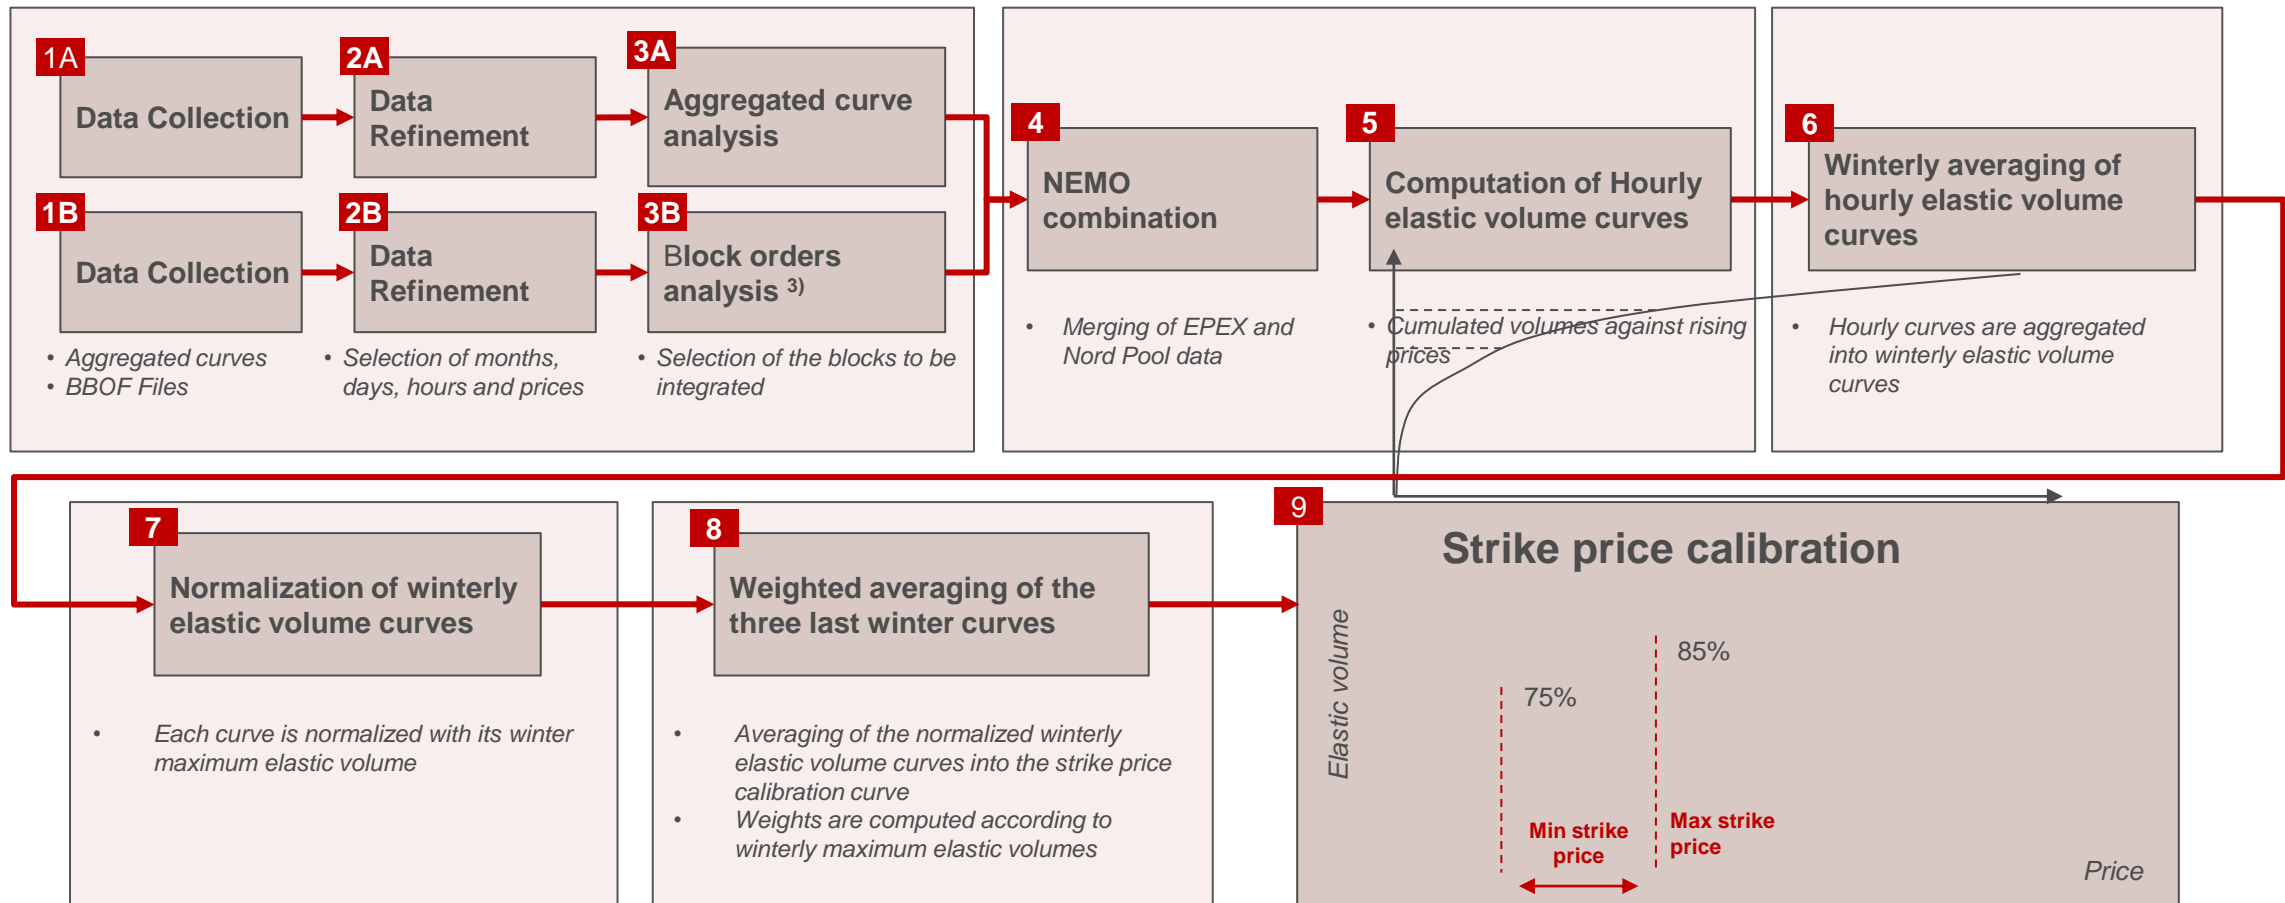 1A
Data Collection
2A
Data
Refinement
3A
Aggregated curve
analysis
1B
Data Collection
2B
Data
Refinement
3B
Block orders
analysis 3)
• Aggregated curves
• BBOF Files
• Selection of months,
days, hours and prices
• Selection of the blocks to be
integrated
4
NEMO
combination
• Merging of EPEX and
Nord Pool data
5
Computation of Hourly
elastic volume curves
• Cumulated volumes against rising
prices
6
Winterly averaging of
hourly elastic volume
curves
• Hourly curves are aggregated
into winterly elastic volume
curves
7
Normalization of winterly
elastic volume curves
• Each curve is normalized with its winter
maximum elastic volume
8
Weighted averaging of the
three last winter curves
• Averaging of the normalized winterly
elastic volume curves into the strike price
calibration curve
• Weights are computed according to
winterly maximum elastic volumes
9
Strike price calibration
Elastic volume
75%
85%
Min strike
price
Max strike
price
Price